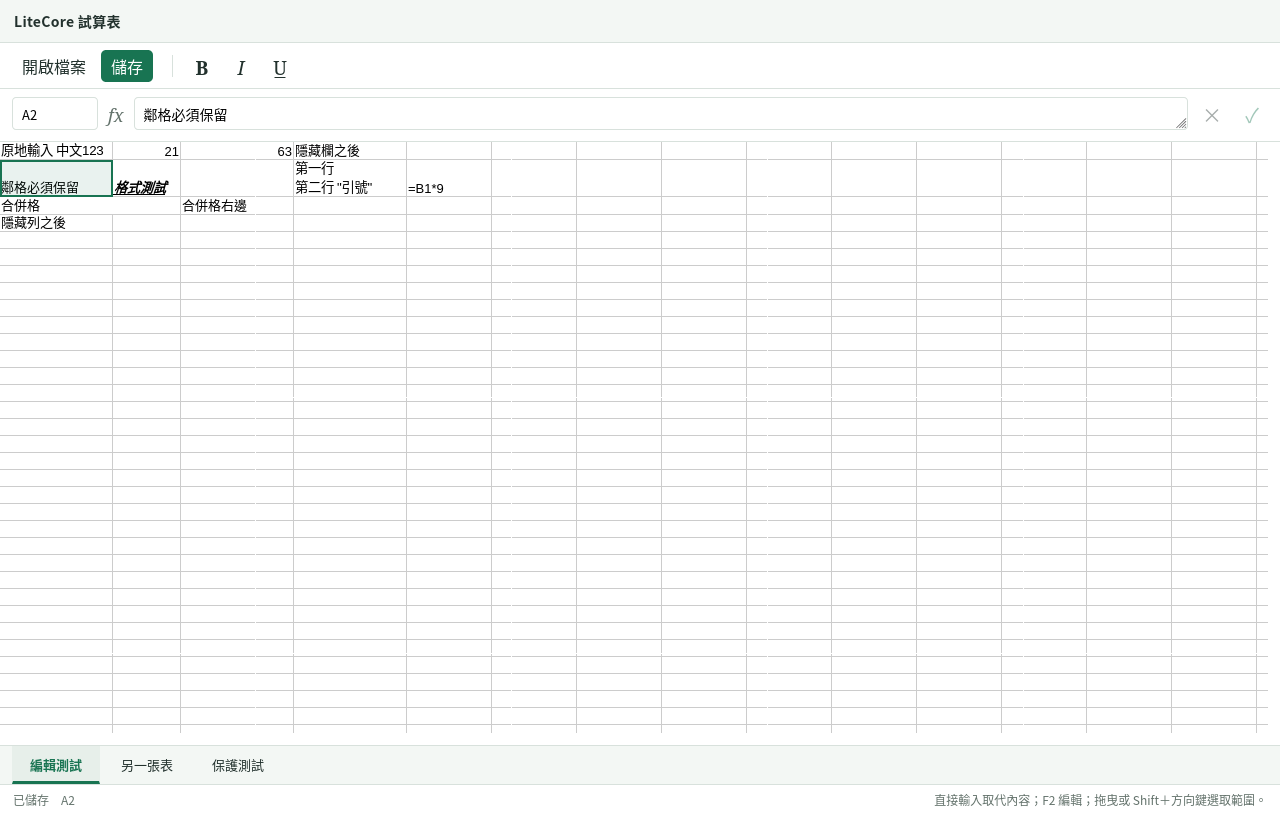 LiteCore 試算表
開啟檔案 儲存 B I U
A2 fx 鄰格必須保留
原地輸入 中文123 21 63 隱藏欄之後
第一行
鄰格必須保留 格式測試 第二行 "引號" =B1*9
合併格 合併格右邊
隱藏列之後
編輯測試 另一張表 保護測試
已儲存 A2 直接輸入取代內容；F2 編輯；拖曳或 Shift＋方向鍵選取範圍。